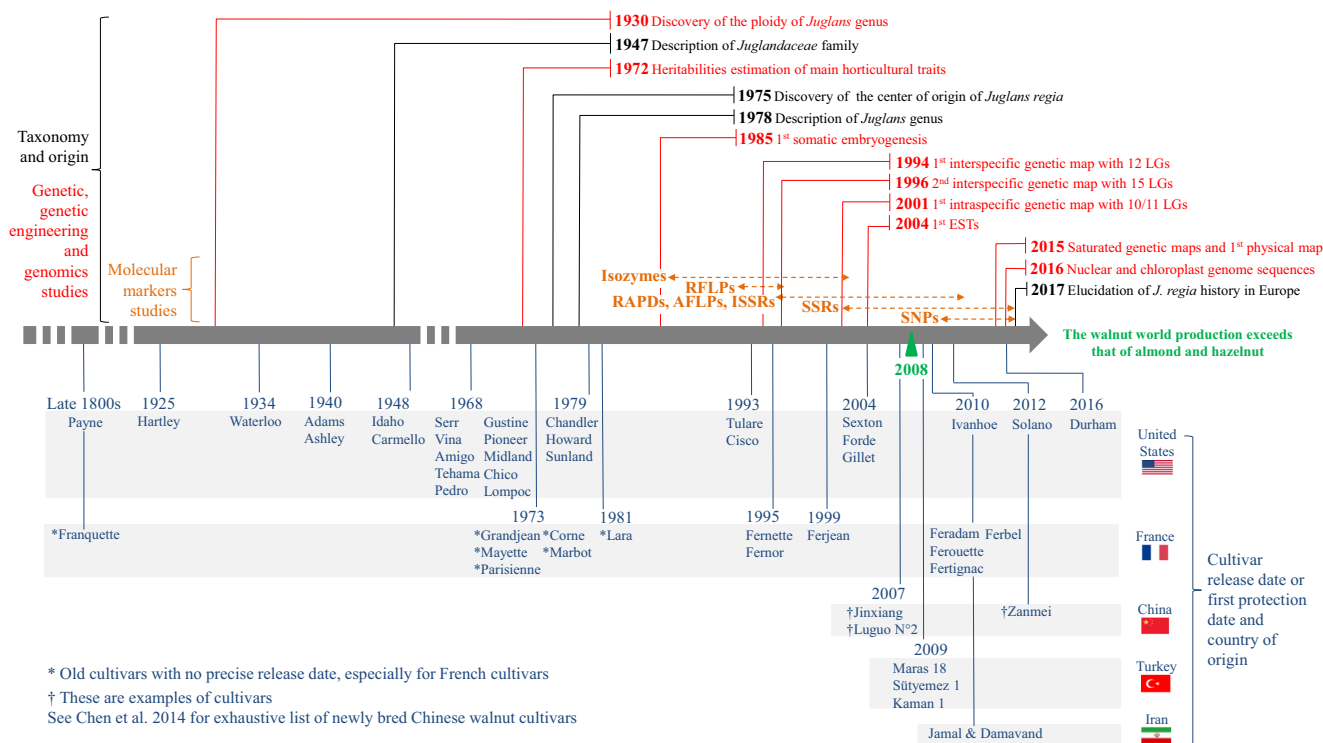 1930 Discovery of the ploidy of Juglans genus
1947 Description of Juglandaceae family
1972 Heritabilities estimation of main horticultural traits
1975 Discovery of the center of origin of Juglans regia
1978 Description of Juglans genus
1985 1st somatic embryogenesis
1994 1st interspecific genetic map with 12 LGs
1996 2nd interspecific genetic map with 15 LGs
2001 1st intraspecific genetic map with 10/11 LGs
2004 1st ESTs
2015 Saturated genetic maps and 1st physical map
2016 Nuclear and chloroplast genome sequences
2017 Elucidation of J. regia history in Europe
Taxonomy
and origin
Genetic,
genetic
engineering
and
genomics
studies
Molecular
markers
studies
Isozymes
RFLPs
RAPDs, AFLPs, ISSRs
SSRs
SNPs
The walnut world production exceeds
that of almond and hazelnut
2008
Late 1800s
Payne
1925
Hartley
1934
Waterloo
1940
Adams
Ashley
1948
Idaho
Carmello
1968
Serr
Vina
Amigo
Tehama
Pedro
Gustine
Pioneer
Midland
Chico
Lompoc
1979
Chandler
Howard
Sunland
1993
Tulare
Cisco
2004
Sexton
Forde
Gillet
2010
Ivanhoe
2012
Solano
2016
Durham
United
States
*Franquette
1973
*Grandjean
*Mayette
*Parisienne
*Corne
*Marbot
1981
*Lara
1995
Fernette
Fernor
1999
Ferjean
Feradam
Ferouette
Fertignac
Ferbel
France
2007
†Jinxiang
†Luguo N°2
†Zanmei
China
2009
Maras 18
Sütyemez 1
Kaman 1
Turkey
Jamal & Damavand
Iran
Cultivar
release date or
first protection
date and
country of
origin
* Old cultivars with no precise release date, especially for French cultivars
† These are examples of cultivars
See Chen et al. 2014 for exhaustive list of newly bred Chinese walnut cultivars